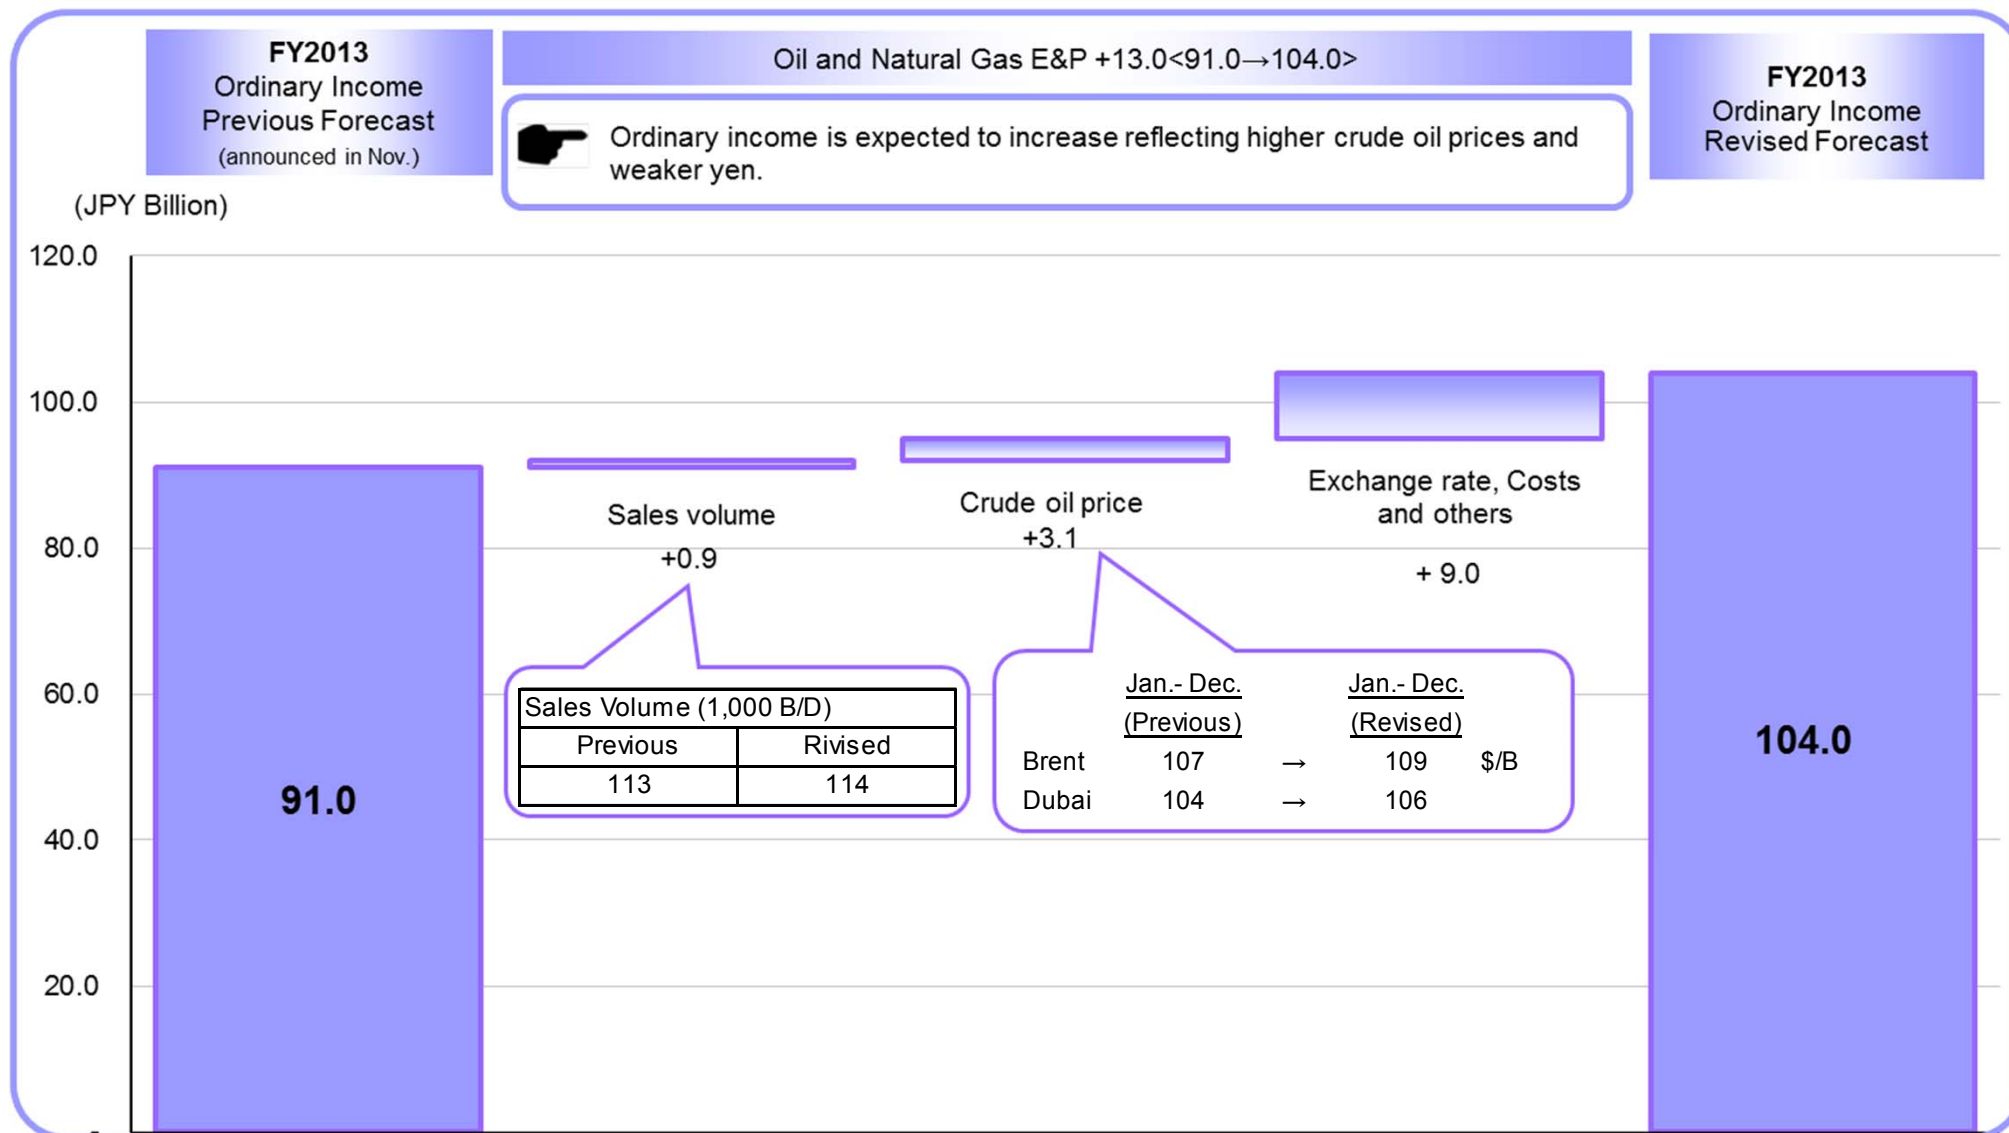 FY2013
Ordinary Income
Previous Forecast
(announced in Nov.)
Oil and Natural Gas E&P +13.0<91.0→104.0>
Ordinary income is expected to increase reflecting higher crude oil prices and
weaker yen.
FY2013
Ordinary Income
Revised Forecast
(JPY Billion)
120.0
100.0
80.0
60.0
40.0
20.0
-
91.0
Sales volume
+0.9
Sales Volume (1,000 B/D)
Previous Rivised
113 114
Crude oil price
+3.1
Jan.- Dec. Jan.- Dec.
(Previous) (Revised)
Brent 107 → 109 $/B
Dubai 104 → 106
Exchange rate, Costs
and others
+ 9.0
104.0